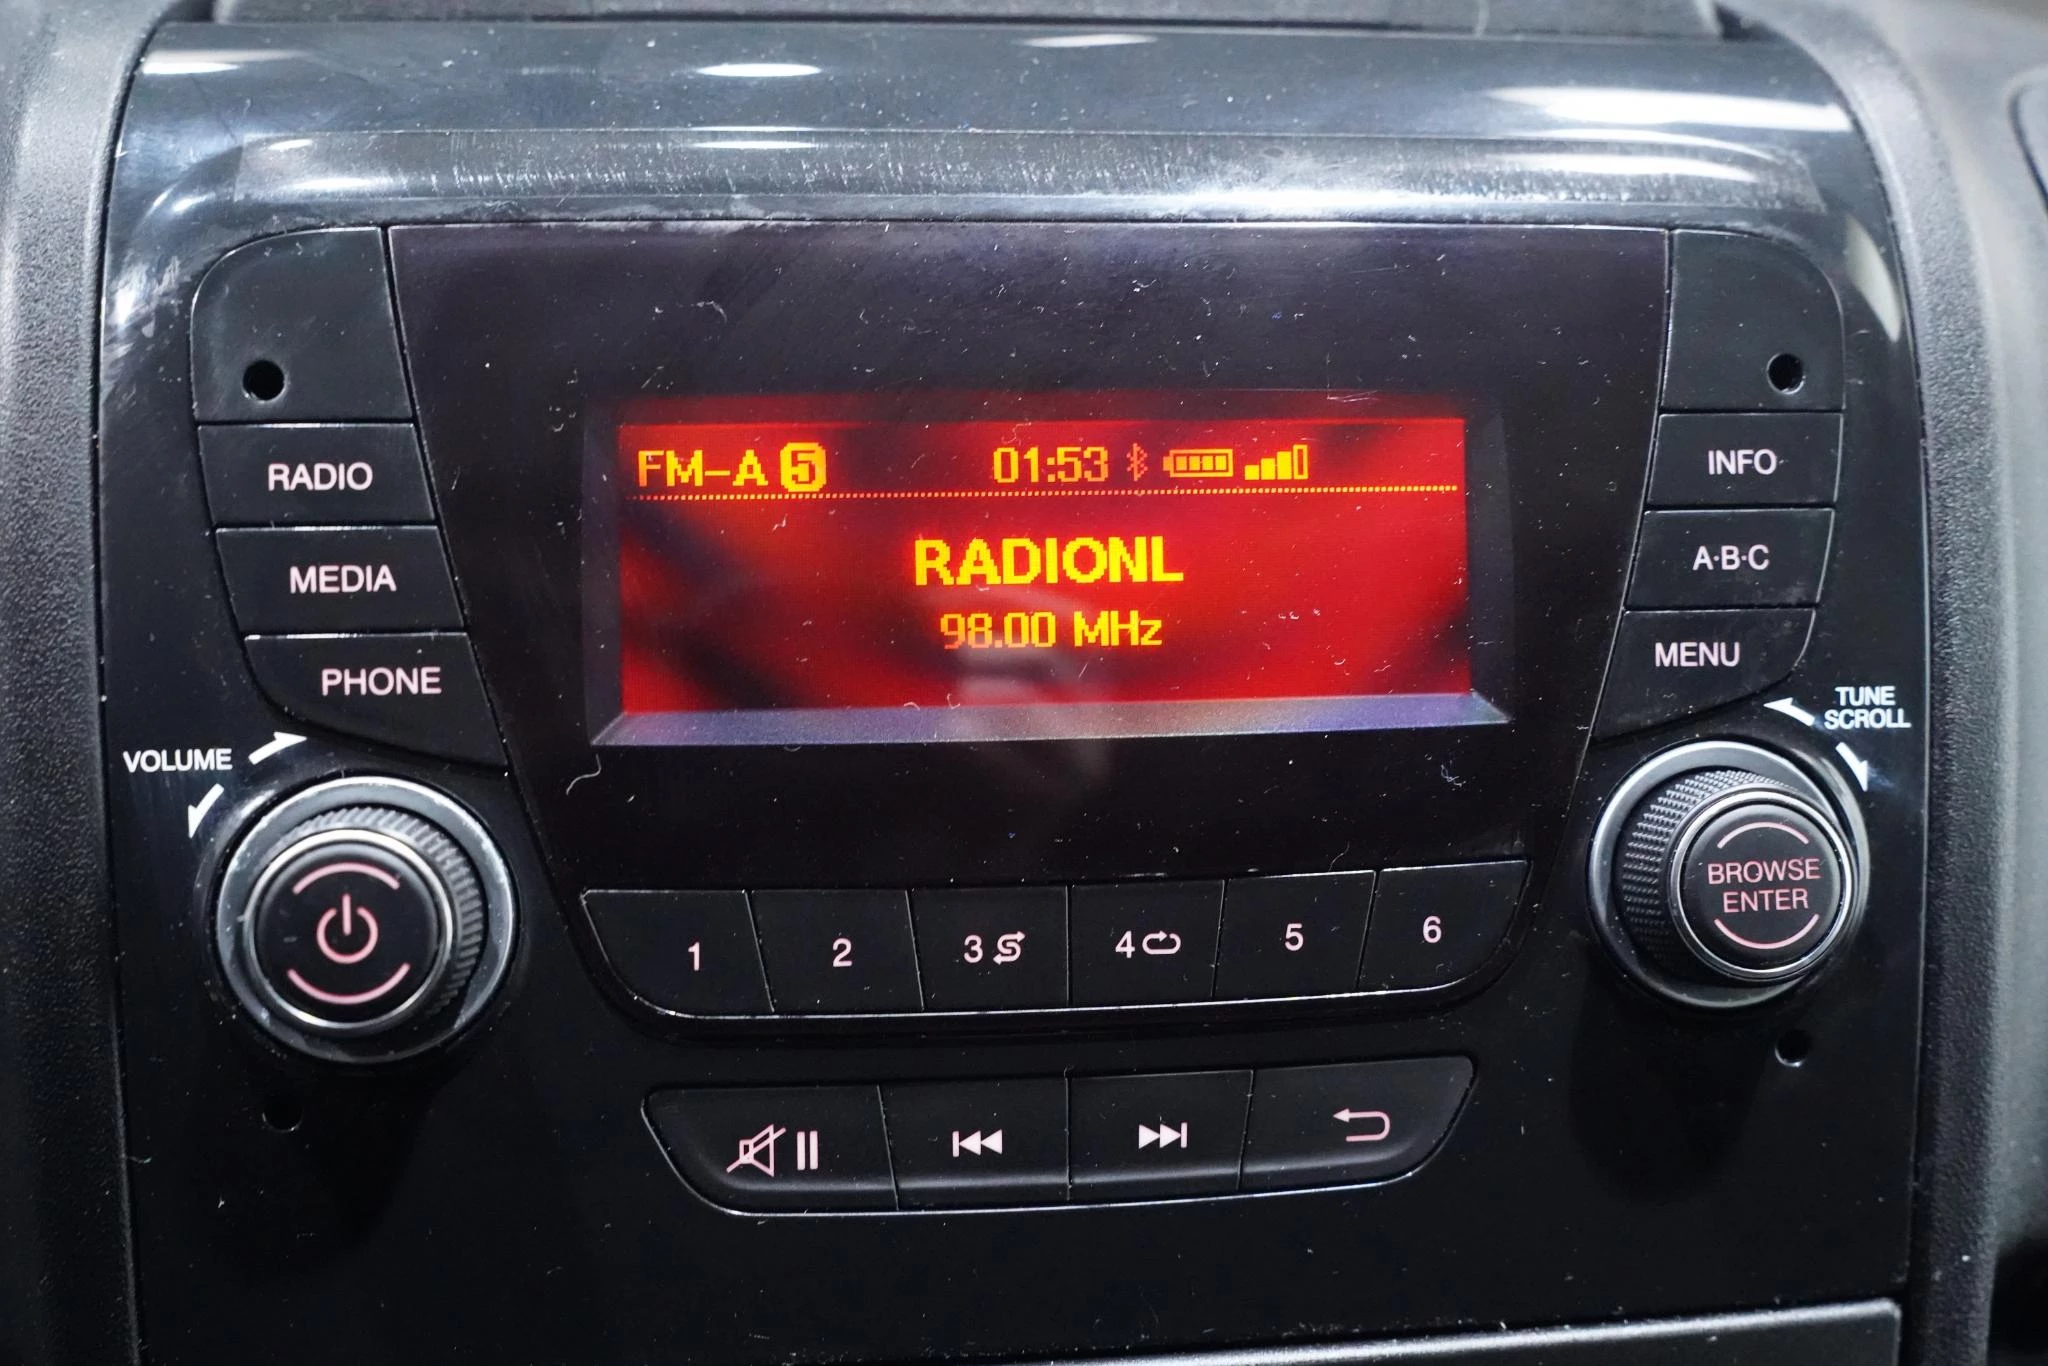 FM-A 5 01:53
RADIONL
98.00 MHz
RADIO
MEDIA
PHONE
VOLUME
INFO
A·B·C
MENU
TUNE
SCROLL
BROWSE
ENTER
1 2 3 4 5 6